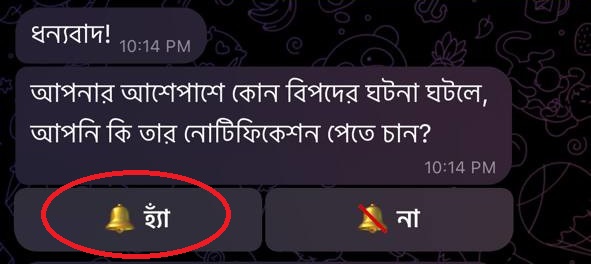 ধন্যবাদ! 10:14 PM
আপনার আশেপাশে কোন বিপদের ঘটনা ঘটলে,
আপনি কি তার নোটিফিকেশন পেতে চান?
10:14 PM
🔔 হ্যাঁ 🔕 না